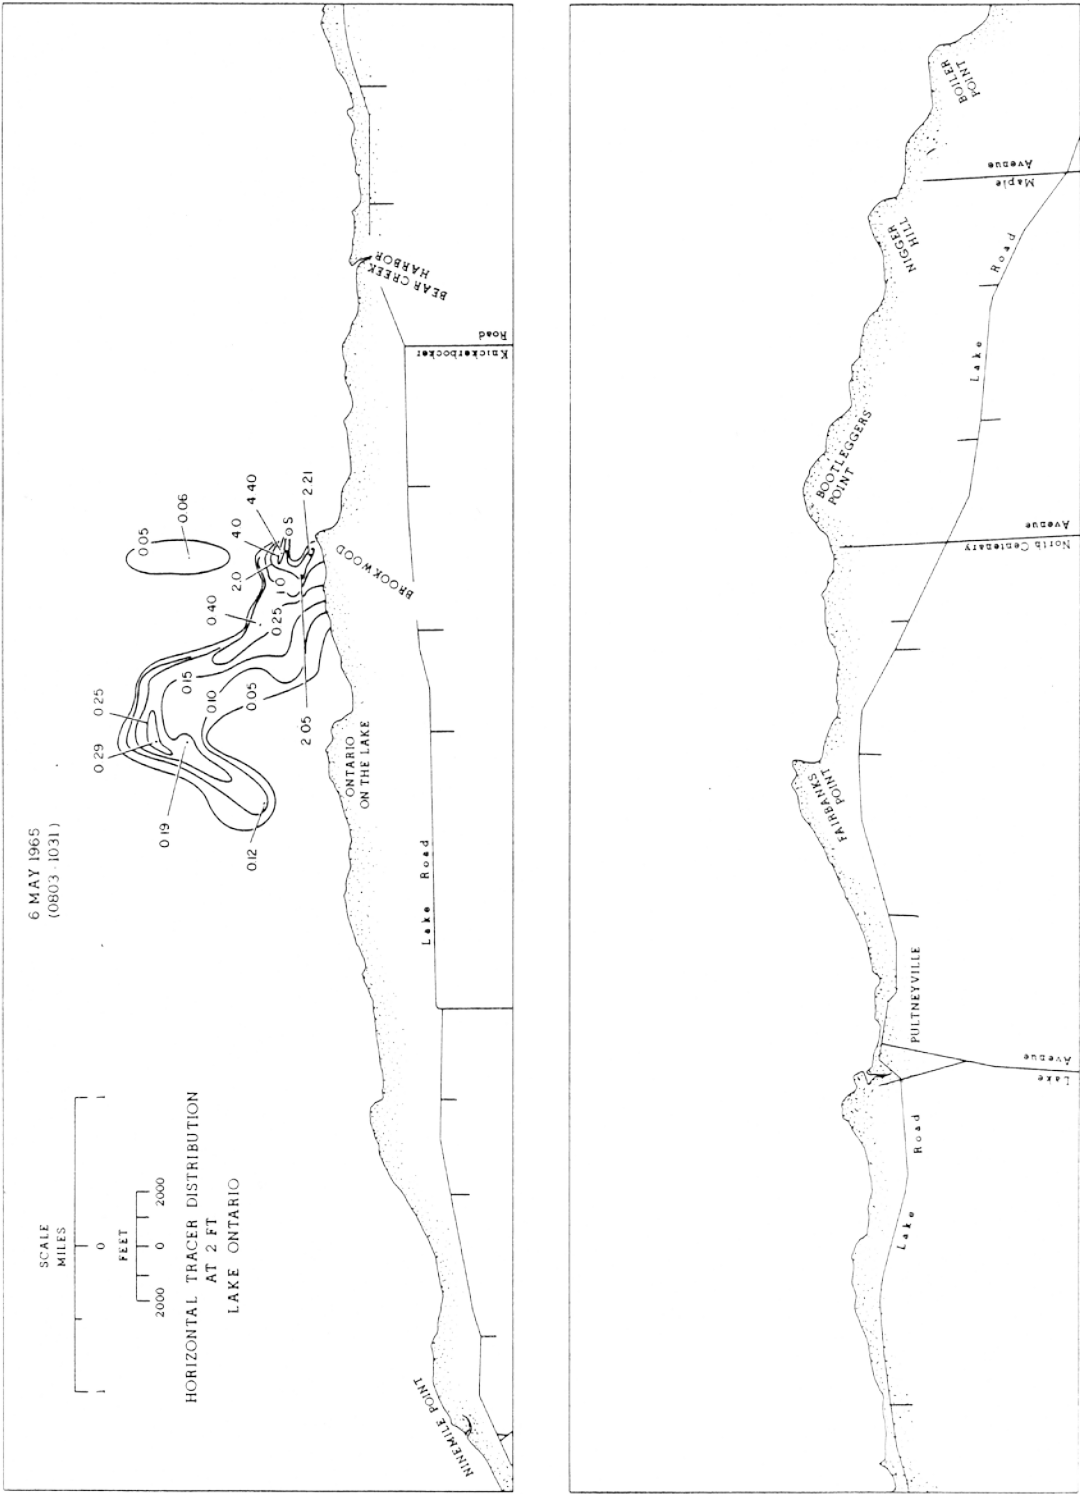 6 MAY 1965
(0803 - 1031)
SCALE
MILES
1 0 1
FEET
2000 0 2000
HORIZONTAL TRACER DISTRIBUTION
AT 2 FT
LAKE ONTARIO
0.29
0.25
0.19
0.12
0.15
0.10
0.05
0.40
0.25
2.05
2.0
1.0
4.0
4.40
0.5
2.21
0.05
0.06
NINEMILE POINT
ONTARIO
ON THE LAKE
BROOKWOOD
BEAR CREEK
HARBOR
Lake Road
Knickerbocker
Road
Lake Road
Lake
Avenue
PULTNEYVILLE
FAIRBANKS
POINT
North Centenary
Avenue
BOOTLEGGERS
POINT
Lake Road
NIGGER
HILL
Maple
Avenue
BOILER
POINT